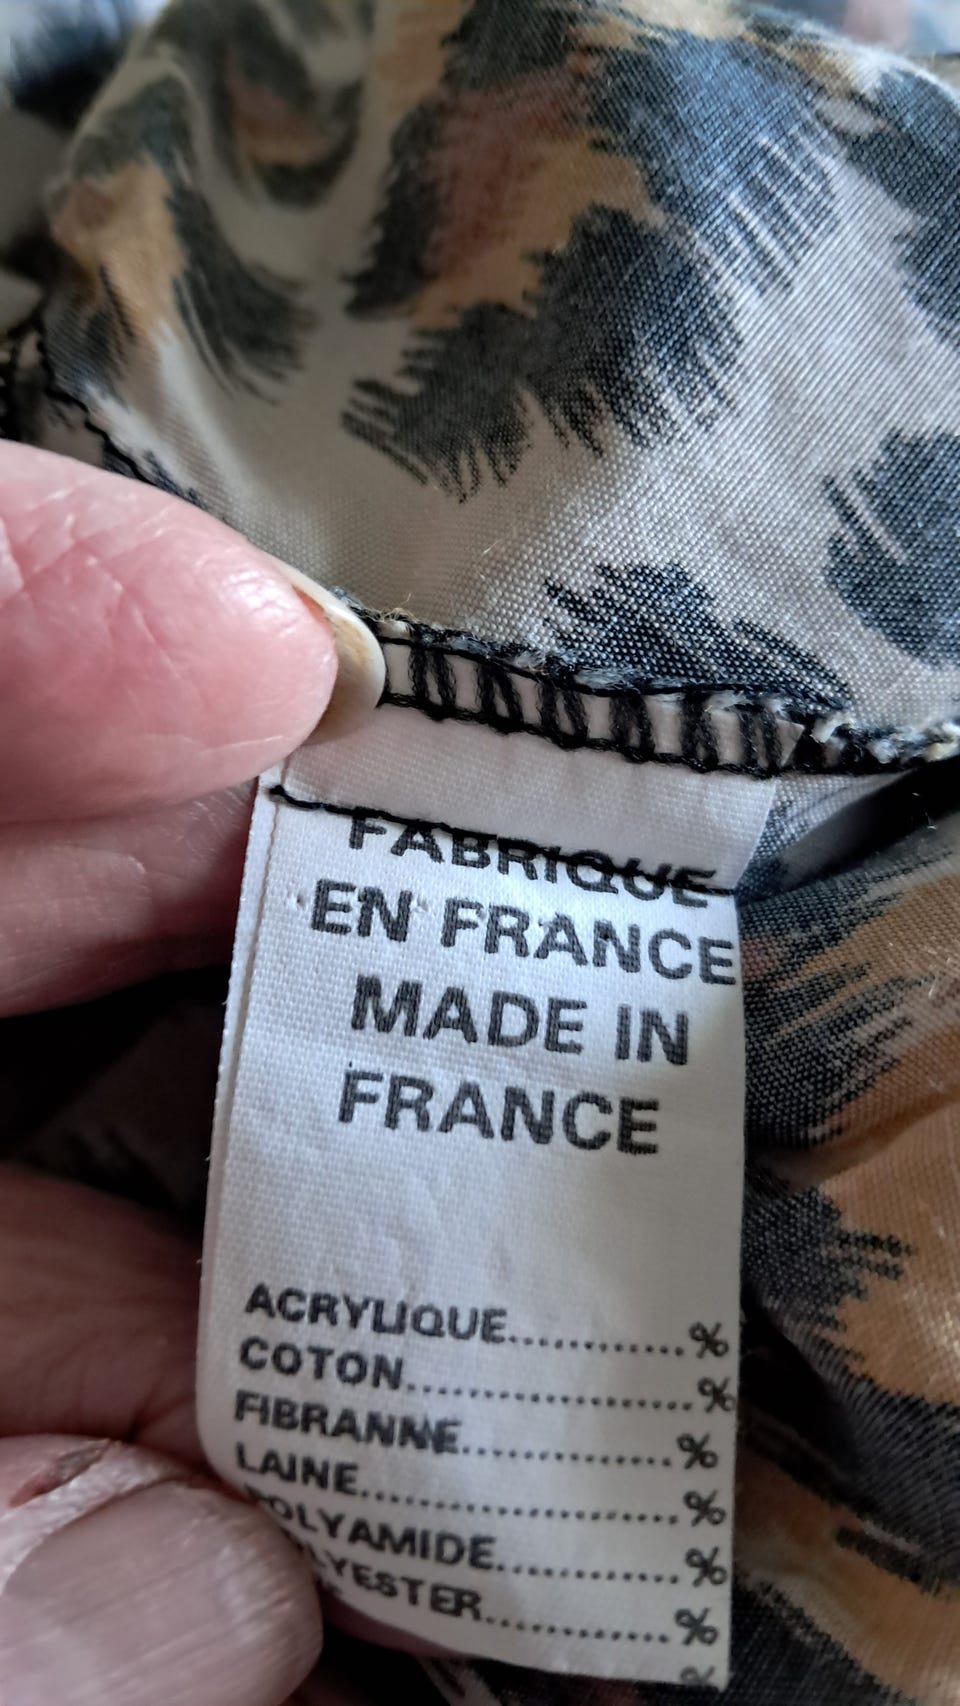 FABRIQUE
EN FRANCE
MADE IN
FRANCE
ACRYLIQUE............%
COTON....................%
FIBRANNE...............%
LAINE.......................%
POLYAMIDE............%
POLYESTER.............%
%